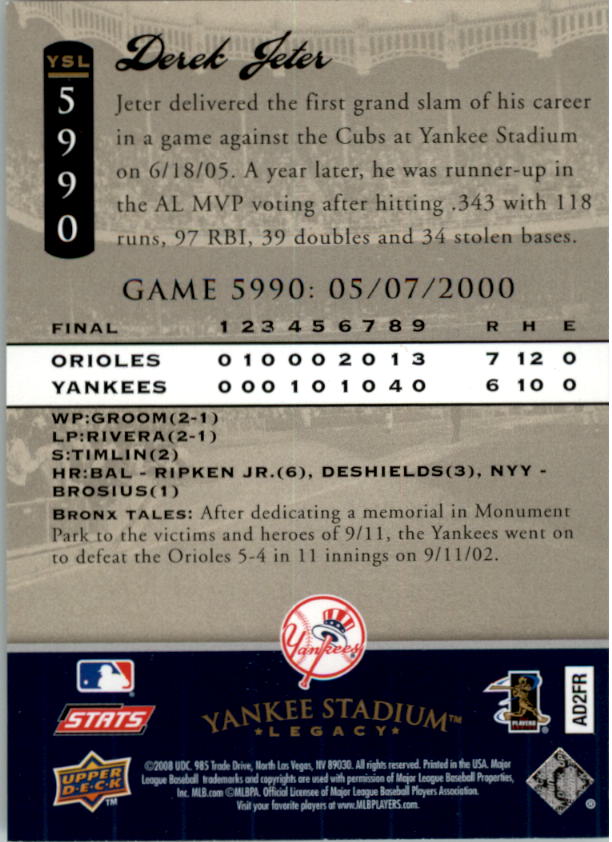 YSL
5
9
9
0
Derek Jeter
Jeter delivered the first grand slam of his career
in a game against the Cubs at Yankee Stadium
on 6/18/05. A year later, he was runner-up in
the AL MVP voting after hitting .343 with 118
runs, 97 RBI, 39 doubles and 34 stolen bases.
GAME 5990: 05/07/2000
FINAL 1 2 3 4 5 6 7 8 9 R H E
ORIOLES 0 1 0 0 0 2 0 1 3 7 12 0
YANKEES 0 0 0 1 0 1 0 4 0 6 10 0
WP:GROOM(2-1)
LP:RIVERA(2-1)
S:TIMLIN(2)
HR:BAL - RIPKEN JR.(6), DESHIELDS(3), NYY -
BROSIUS(1)
BRONX TALES: After dedicating a memorial in Monument
Park to the victims and heroes of 9/11, the Yankees went on
to defeat the Orioles 5-4 in 11 innings on 9/11/02.
Yankees
STATS
YANKEE STADIUM™
★LEGACY★
PLAYERS
AD2FR
UPPER
D·E·C·K
TM
©2008 UDC. 985 Trade Drive, North Las Vegas, NV 89030. All rights reserved. Printed in the USA. Major
League Baseball trademarks and copyrights are used with permission of Major League Baseball Properties,
Inc. MLB.com ©MLBPA. Official Licensee of Major League Baseball Players Association.
Visit your favorite players at www.MLBPLAYERS.com.
®